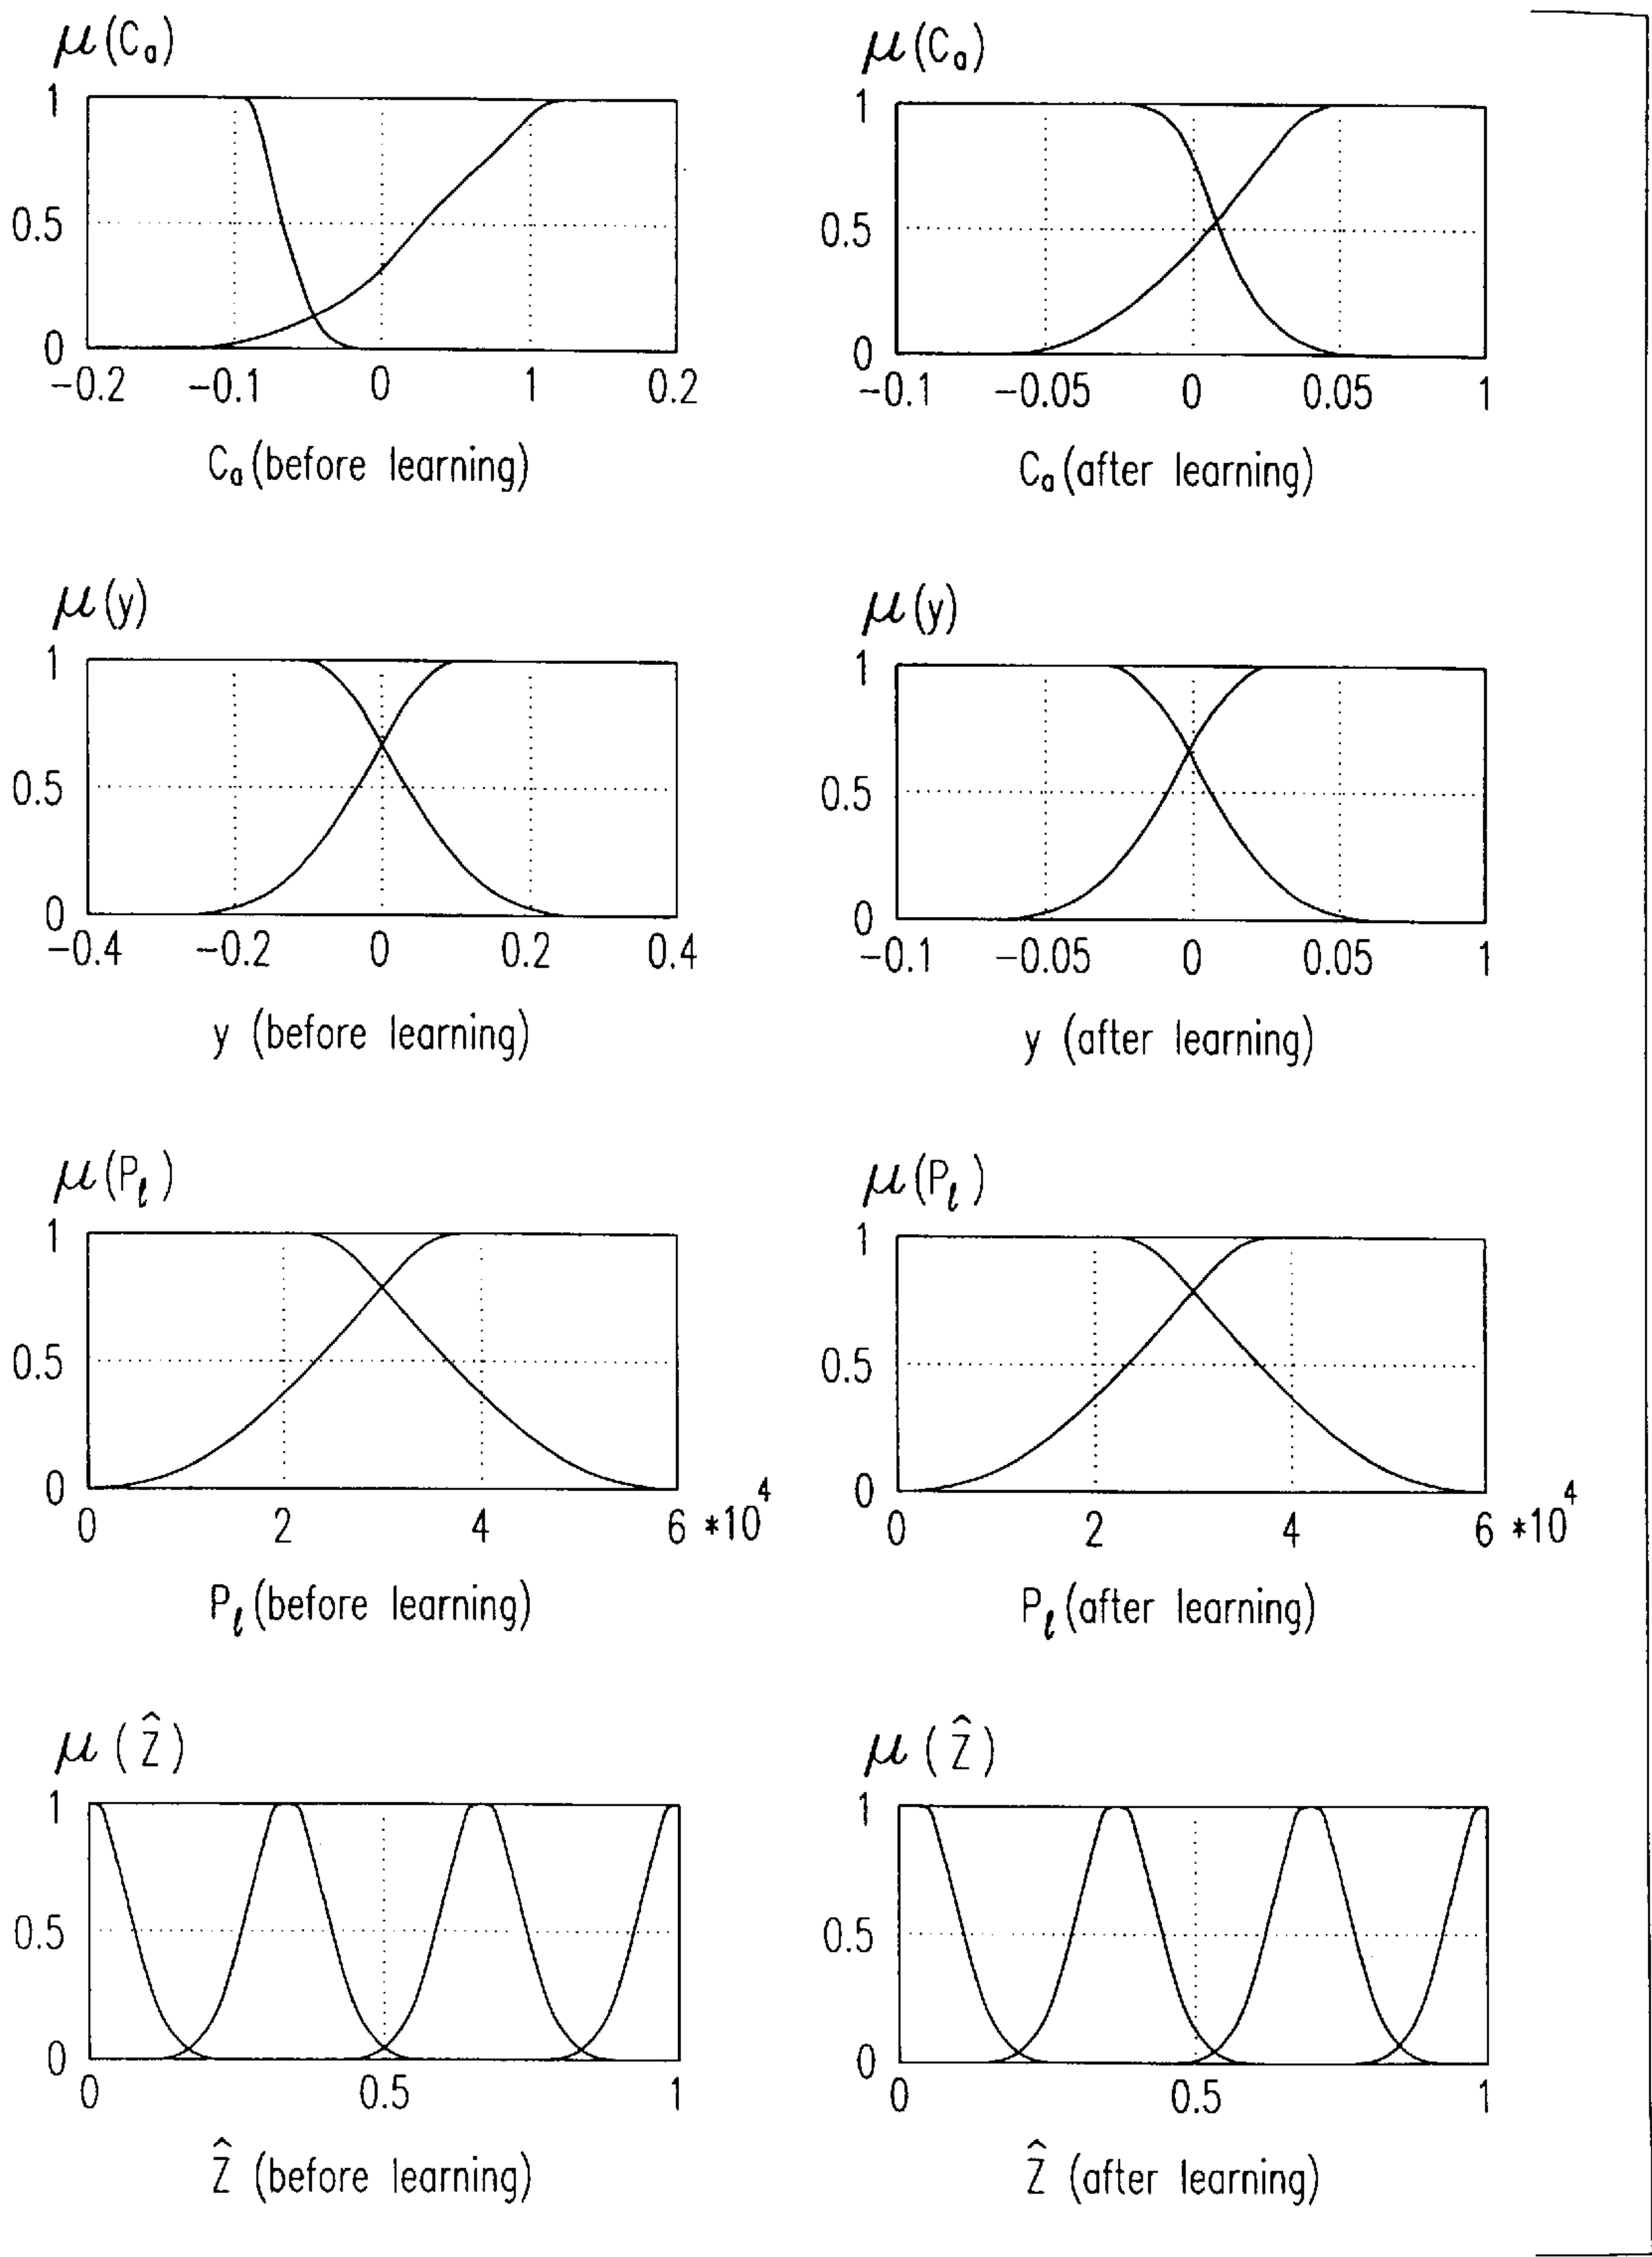 μ(Ca) μ(Ca)
1 1
0.5 0.5
0 0
−0.2 −0.1 0 1 0.2 −0.1 −0.05 0 0.05 1
Ca (before learning) Ca (after learning)
μ(y) μ(y)
1 1
0.5 0.5
0 0
−0.4 −0.2 0 0.2 0.4 −0.1 −0.05 0 0.05 1
y (before learning) y (after learning)
μ(Pℓ) μ(Pℓ)
1 1
0.5 0.5
0 0
0 2 4 6 *10^4 0 2 4 6 *10^4
Pℓ (before learning) Pℓ (after learning)
μ(Ẑ) μ(Ẑ)
1 1
0.5 0.5
0 0
0 0.5 1 0 0.5 1
Ẑ (before learning) Ẑ (after learning)